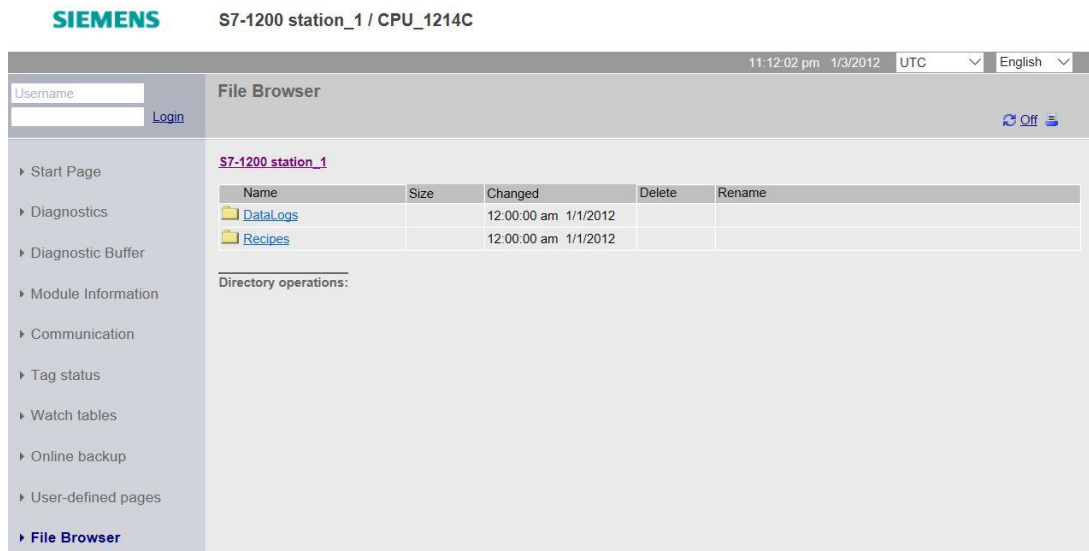 SIEMENS S7-1200 station_1 / CPU_1214C
11:12:02 pm 1/3/2012 UTC English
Username
Login
File Browser
Off
Start Page
Diagnostics
Diagnostic Buffer
Module Information
Communication
Tag status
Watch tables
Online backup
User-defined pages
File Browser
S7-1200 station_1
Name Size Changed Delete Rename
DataLogs 12:00:00 am 1/1/2012
Recipes 12:00:00 am 1/1/2012
Directory operations: